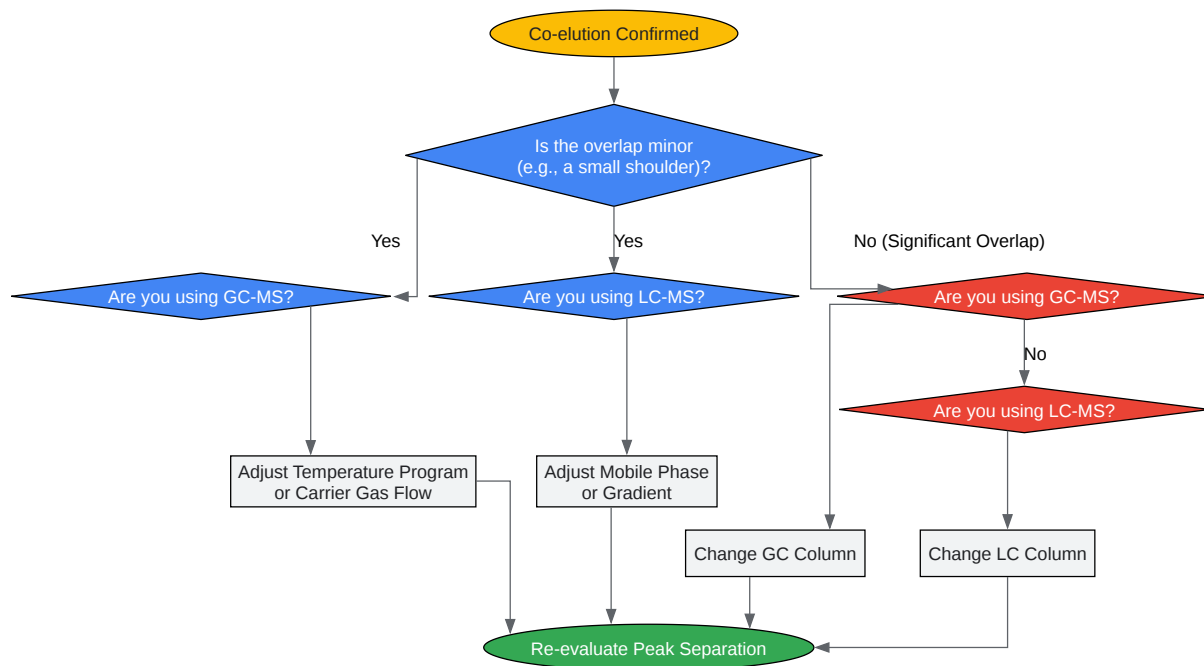 Co-elution Confirmed
Is the overlap minor
(e.g., a small shoulder)?
Yes
Yes
No (Significant Overlap)
Are you using GC-MS?
Are you using LC-MS?
Are you using GC-MS?
No
Are you using LC-MS?
Adjust Temperature Program
or Carrier Gas Flow
Adjust Mobile Phase
or Gradient
Change GC Column
Change LC Column
Re-evaluate Peak Separation